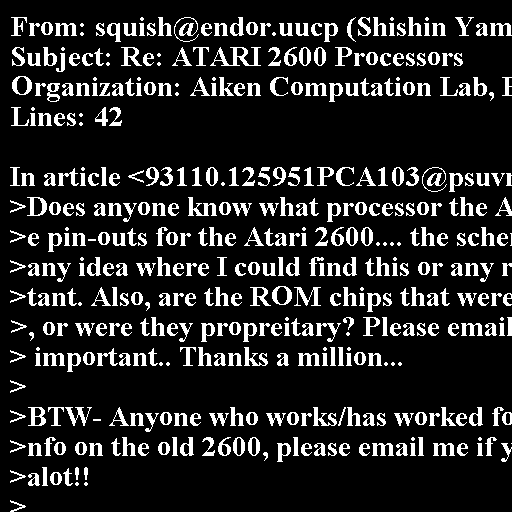 From: squish@endor.uucp (Shishin Yam
Subject: Re: ATARI 2600 Processors
Organization: Aiken Computation Lab,
Lines: 42

In article <93110.125951PCA103@psuv
>Does anyone know what processor the A
>e pin-outs for the Atari 2600.... the sche
>any idea where I could find this or any r
>tant. Also, are the ROM chips that were
>, or were they propreitary? Please email
> important.. Thanks a million...
>
>BTW- Anyone who works/has worked fo
>nfo on the old 2600, please email me if y
>alot!!
>